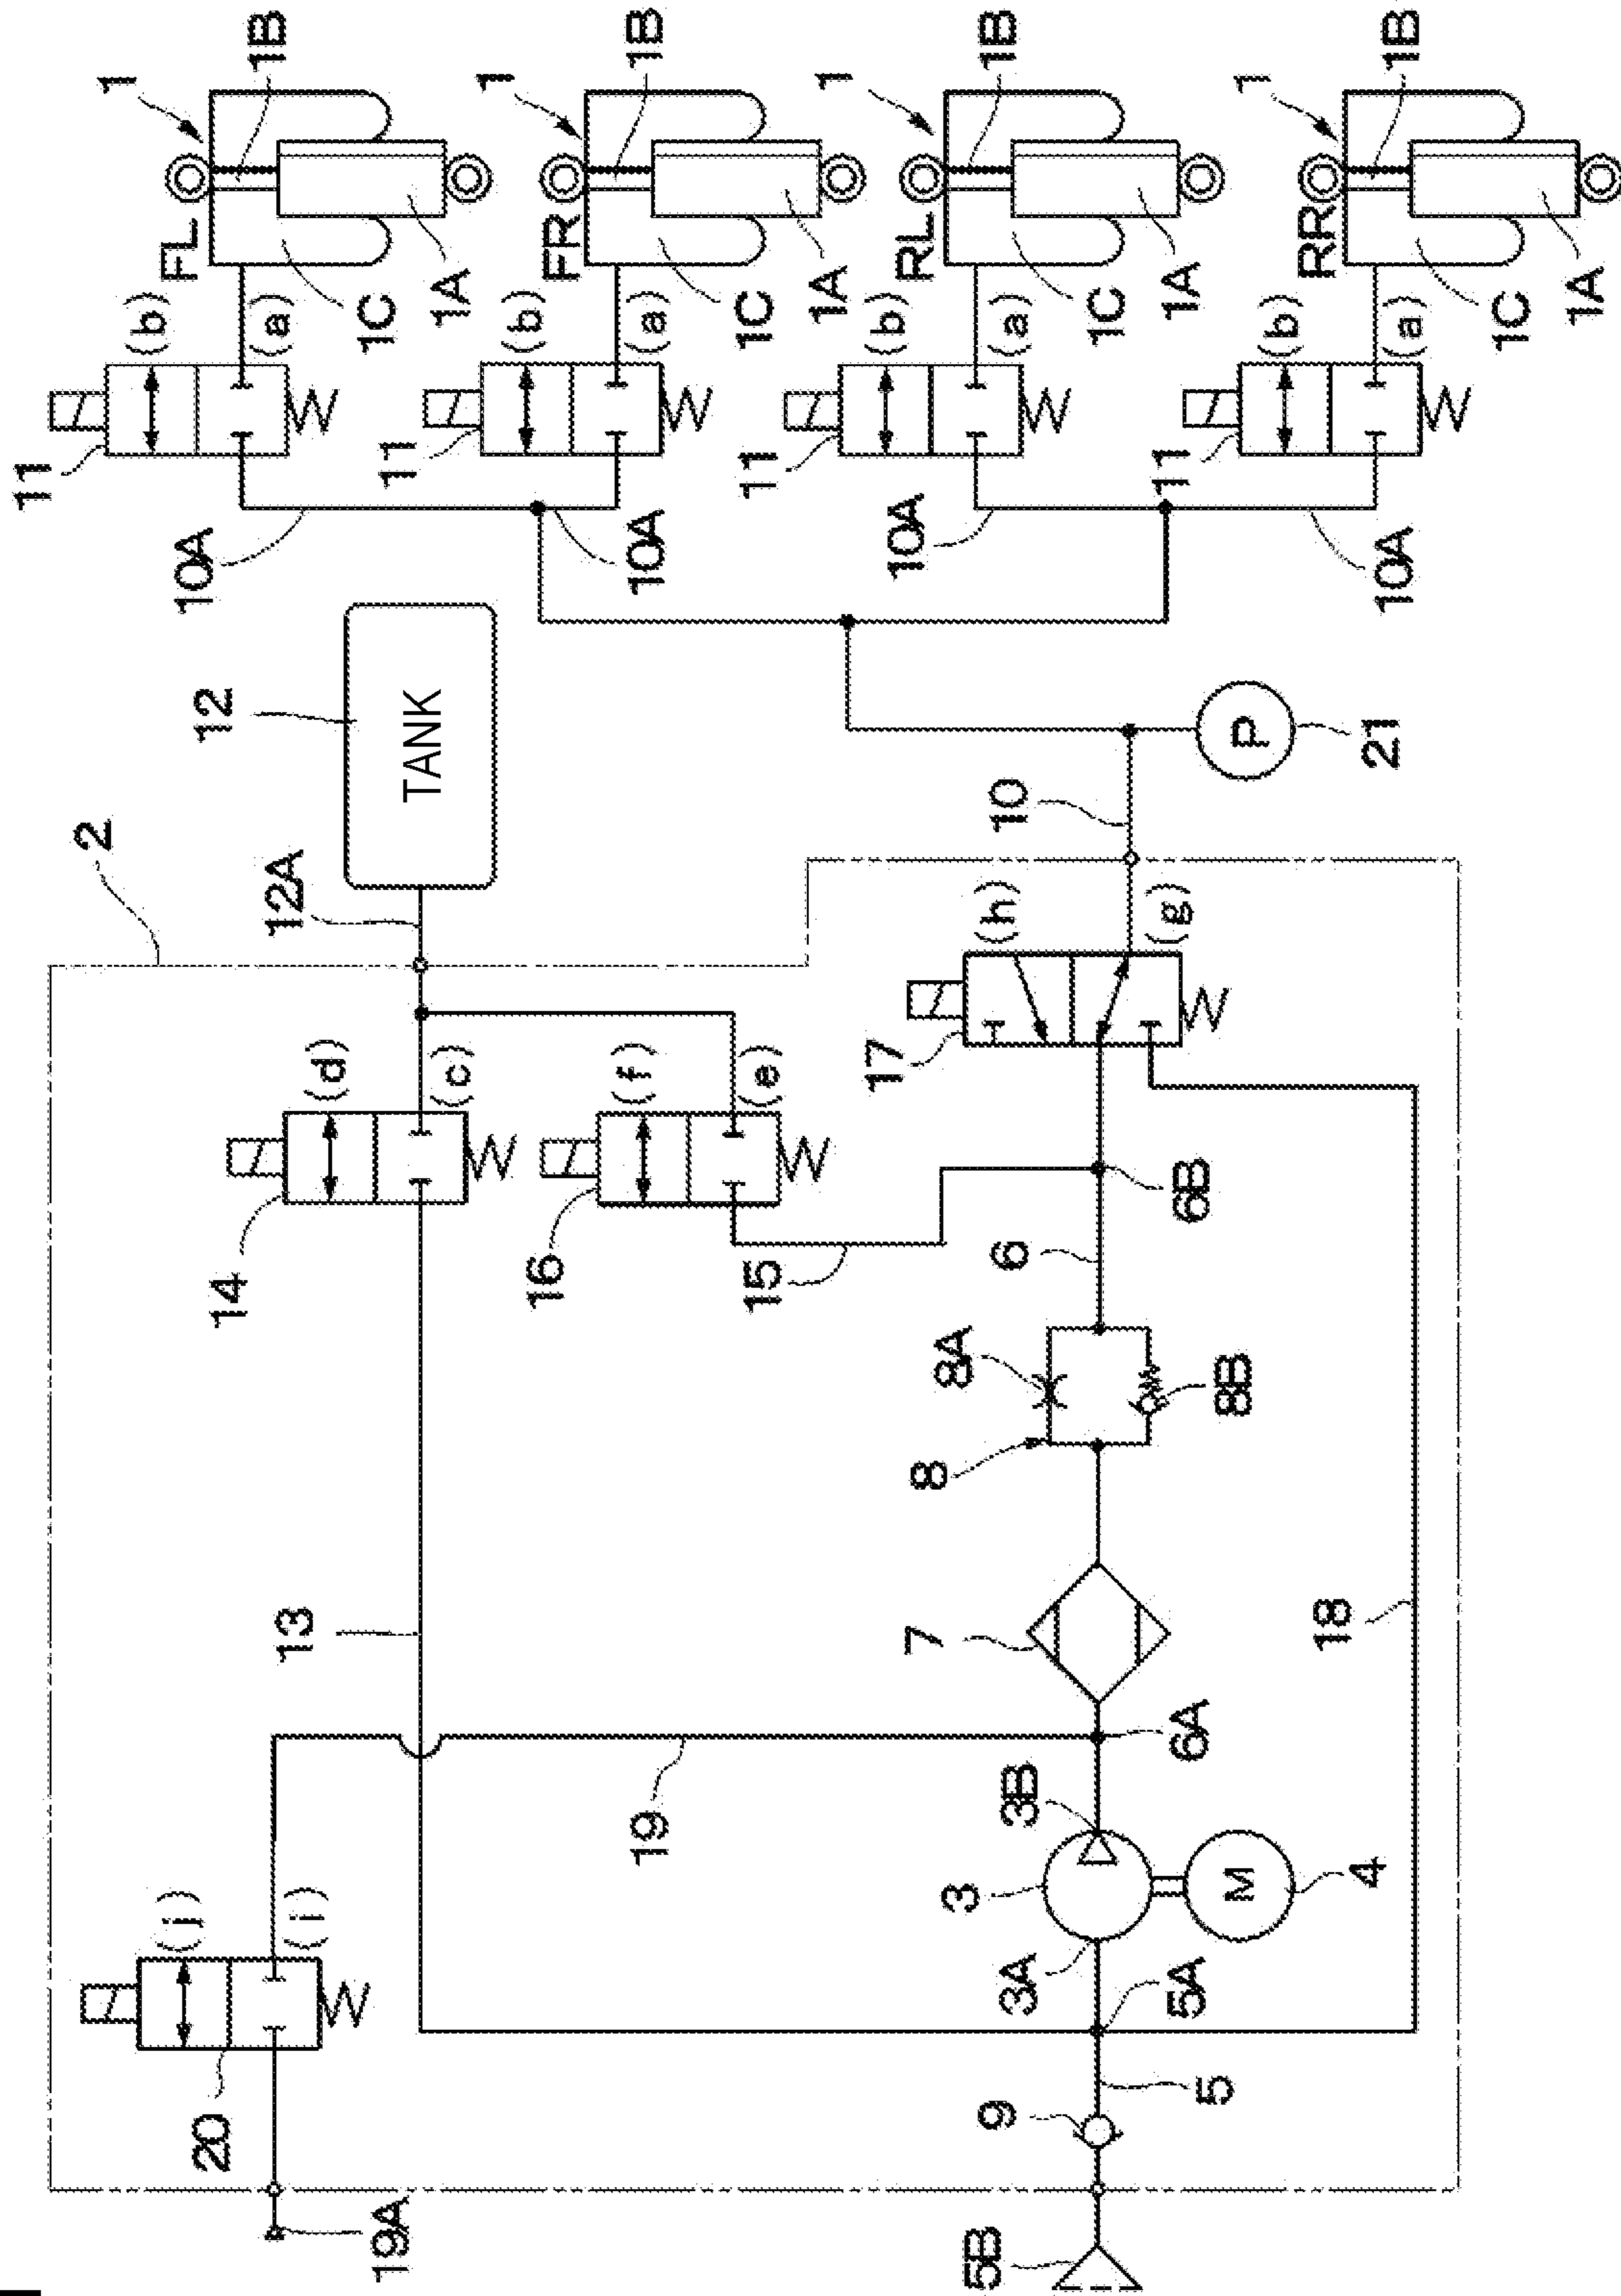 11
2
1
(b)
(j)
FL
20
14
12
10A
12A
(a)
1B
(i)
13
(d)
1C
19A
TANK
11
(c)
1A
1
(b)
16
FR
(f)
19
10A
(a)
1B
15
(e)
11
1C
1A
1
17
(b)
7
8
8A
10A
RL
3
5B
9
(h)
1B
3A
3B
6
10
(a)
1C
(g)
11
1A
5A
6A
6B
5
8B
M
P
1
(b)
18
RR
4
21
10A
(a)
1B
1C
1A